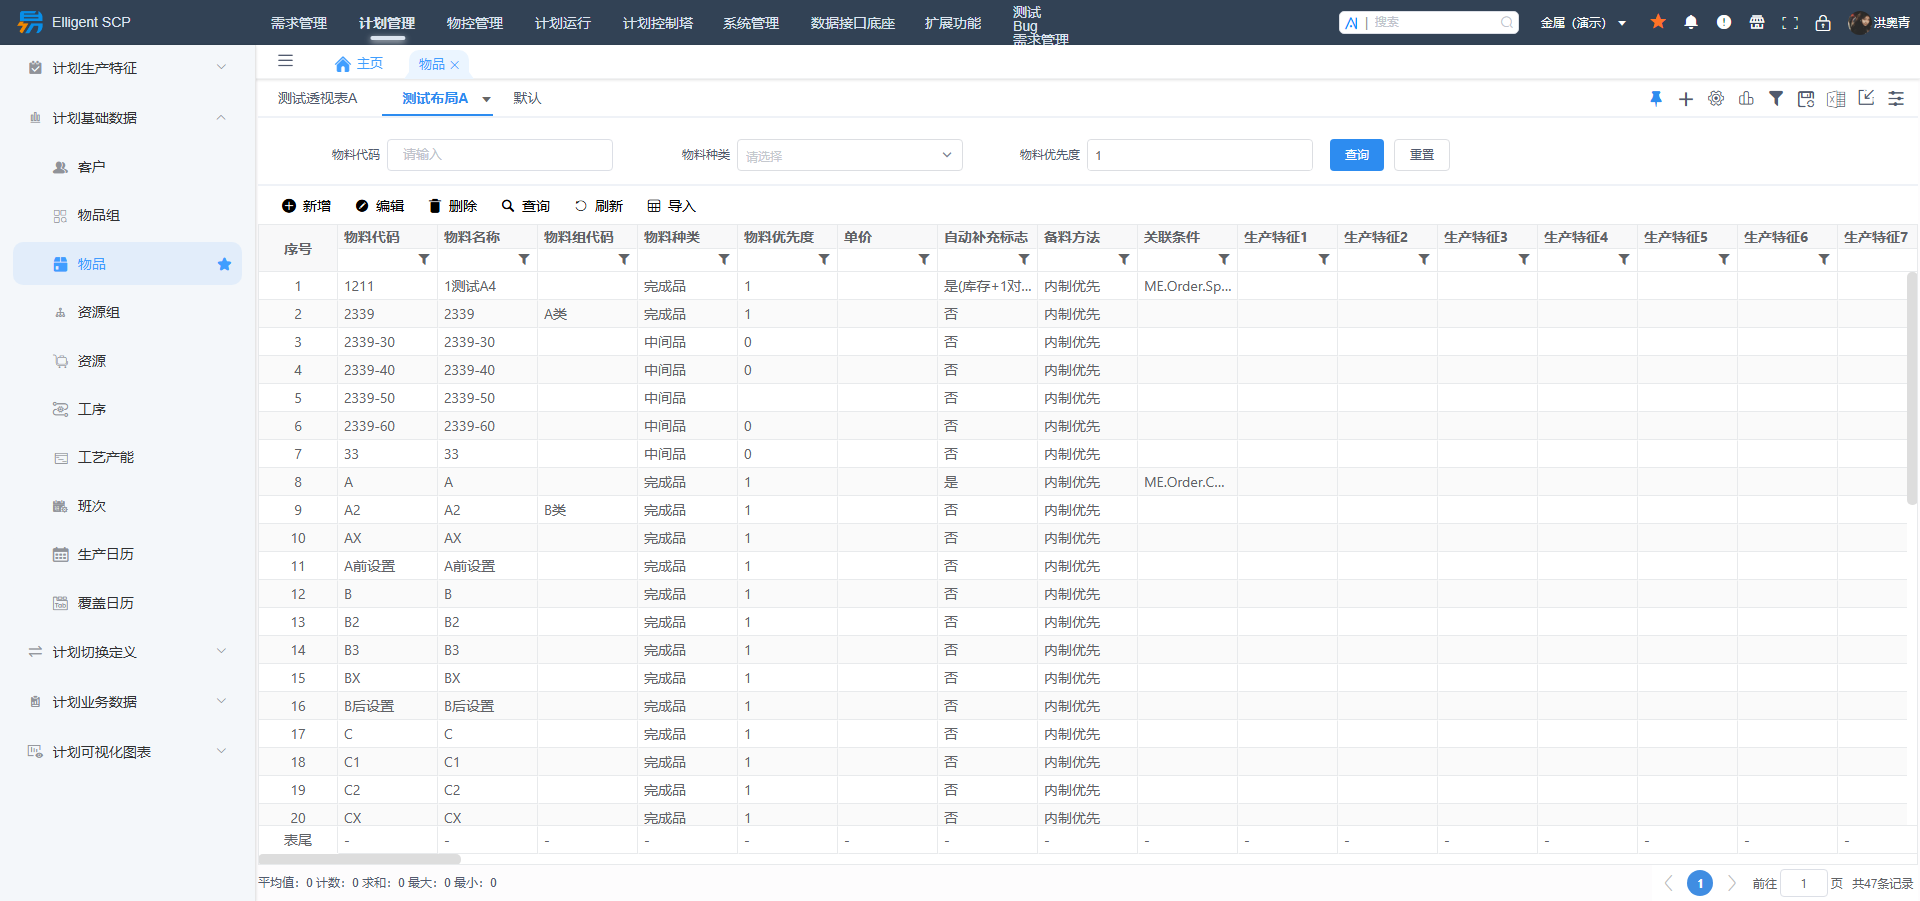 Elligent SCP
需求管理 计划管理 物控管理 计划运行 计划控制塔 系统管理 数据接口底座 扩展功能 测试
Bug
需求管理
AI | 搜索
金属（演示）
洪奥青
计划生产特征
计划基础数据
客户
物品组
物品
资源组
资源
工序
工艺产能
班次
生产日历
覆盖日历
计划切换定义
计划业务数据
计划可视化图表
主页 物品
测试透视表A 测试布局A 默认
物料代码 请输入 物料种类 请选择 物料优先度 1 查询 重置
新增 编辑 删除 查询 刷新 导入
序号 物料代码 物料名称 物料组代码 物料种类 物料优先度 单价 自动补充标志 备料方法 关联条件 生产特征1 生产特征2 生产特征3 生产特征4 生产特征5 生产特征6 生产特征7
1 1211 1测试A4 完成品 1 是(库存+1对... 内制优先 ME.Order.Sp...
2 2339 2339 A类 完成品 1 否 内制优先
3 2339-30 2339-30 中间品 0 否 内制优先
4 2339-40 2339-40 中间品 0 否 内制优先
5 2339-50 2339-50 中间品 否 内制优先
6 2339-60 2339-60 中间品 0 否 内制优先
7 33 33 中间品 0 否 内制优先
8 A A 完成品 1 是 内制优先 ME.Order.C...
9 A2 A2 B类 完成品 1 否 内制优先
10 AX AX 完成品 1 否 内制优先
11 A前设置 A前设置 完成品 1 否 内制优先
12 B B 完成品 1 否 内制优先
13 B2 B2 完成品 1 否 内制优先
14 B3 B3 完成品 1 否 内制优先
15 BX BX 完成品 1 否 内制优先
16 B后设置 B后设置 完成品 1 否 内制优先
17 C C 完成品 1 否 内制优先
18 C1 C1 完成品 1 否 内制优先
19 C2 C2 完成品 1 否 内制优先
20 CX CX 完成品 1 否 内制优先
表尾 - - - - - - - - - - - - - - - -
平均值：0 计数：0 求和：0 最大：0 最小：0
1 前往 1 页 共47条记录